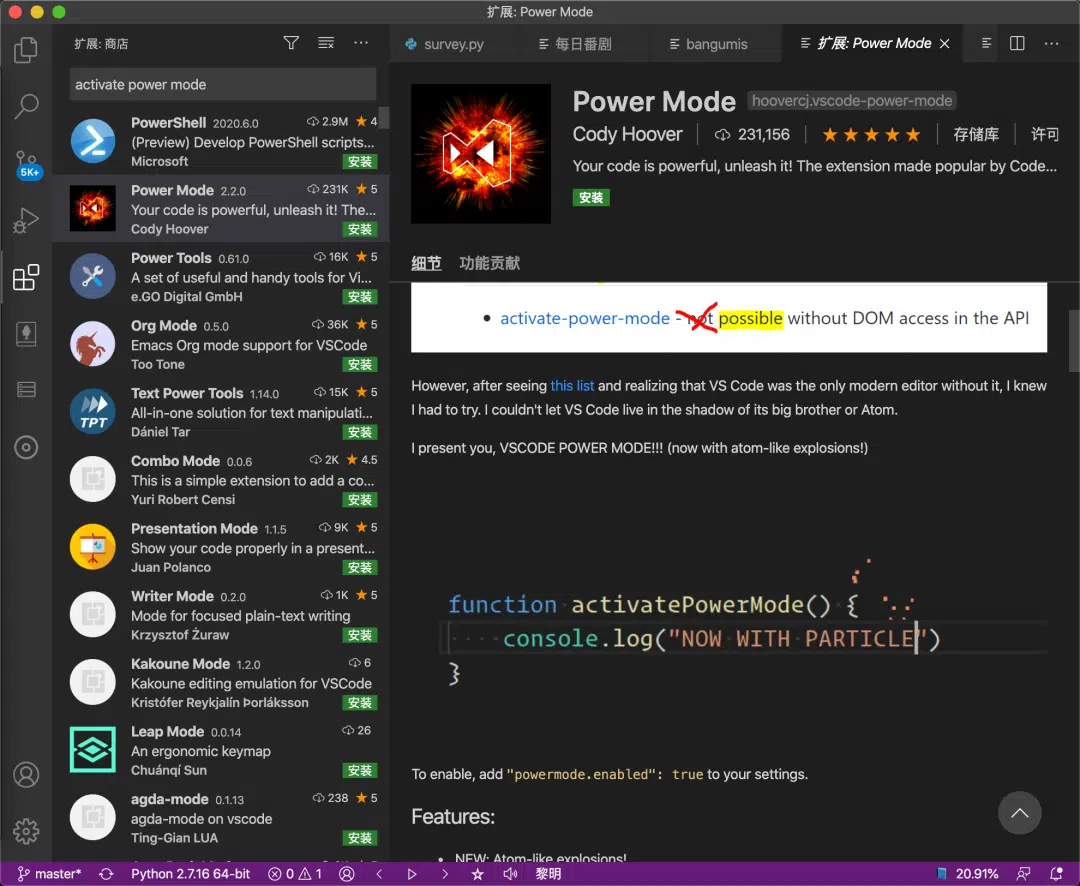 扩展: Power Mode
扩展: 商店
activate power mode
PowerShell 2020.6.0 2.9M ★ 4
(Preview) Develop PowerShell scripts...
Microsoft 安装
Power Mode 2.2.0 231K ★ 5
Your code is powerful, unleash it! The...
Cody Hoover 安装
Power Tools 0.61.0 16K ★ 5
A set of useful and handy tools for Vi...
e.GO Digital GmbH 安装
Org Mode 0.5.0 36K ★ 5
Emacs Org mode support for VSCode
Too Tone 安装
Text Power Tools 1.14.0 15K ★ 5
All-in-one solution for text manipulati...
Dániel Tar 安装
TPT
Combo Mode 0.0.6 2K ★ 4.5
This is a simple extension to add a co...
Yuri Robert Censi 安装
Presentation Mode 1.1.5 9K ★ 5
Show your code properly in a present...
Juan Polanco 安装
Writer Mode 0.2.0 1K ★ 5
Mode for focused plain-text writing
Krzysztof Żuraw 安装
Kakoune Mode 1.2.0 6
Kakoune editing emulation for VSCode
Kristófer Reykjalín Þorláksson 安装
Leap Mode 0.0.14 26
An ergonomic keymap
Chuánqí Sun 安装
agda-mode 0.1.13 238 ★ 5
agda-mode on vscode
Ting-Gian LUA 安装
5K+
survey.py 每日番剧 bangumis 扩展: Power Mode
Power Mode hoovercj.vscode-power-mode
Cody Hoover 231,156 ★★★★★ 存储库 许可
Your code is powerful, unleash it! The extension made popular by Code...
安装
细节 功能贡献
• activate-power-mode - not possible without DOM access in the API
However, after seeing this list and realizing that VS Code was the only modern editor without it, I knew
I had to try. I couldn't let VS Code live in the shadow of its big brother or Atom.
I present you, VSCODE POWER MODE!!! (now with atom-like explosions!)
function activatePowerMode() {
console.log("NOW WITH PARTICLE")
}
To enable, add "powermode.enabled": true to your settings.
Features:
• NEW: Atom-like explosions!
master* Python 2.7.16 64-bit 0 1 黎明 20.91%